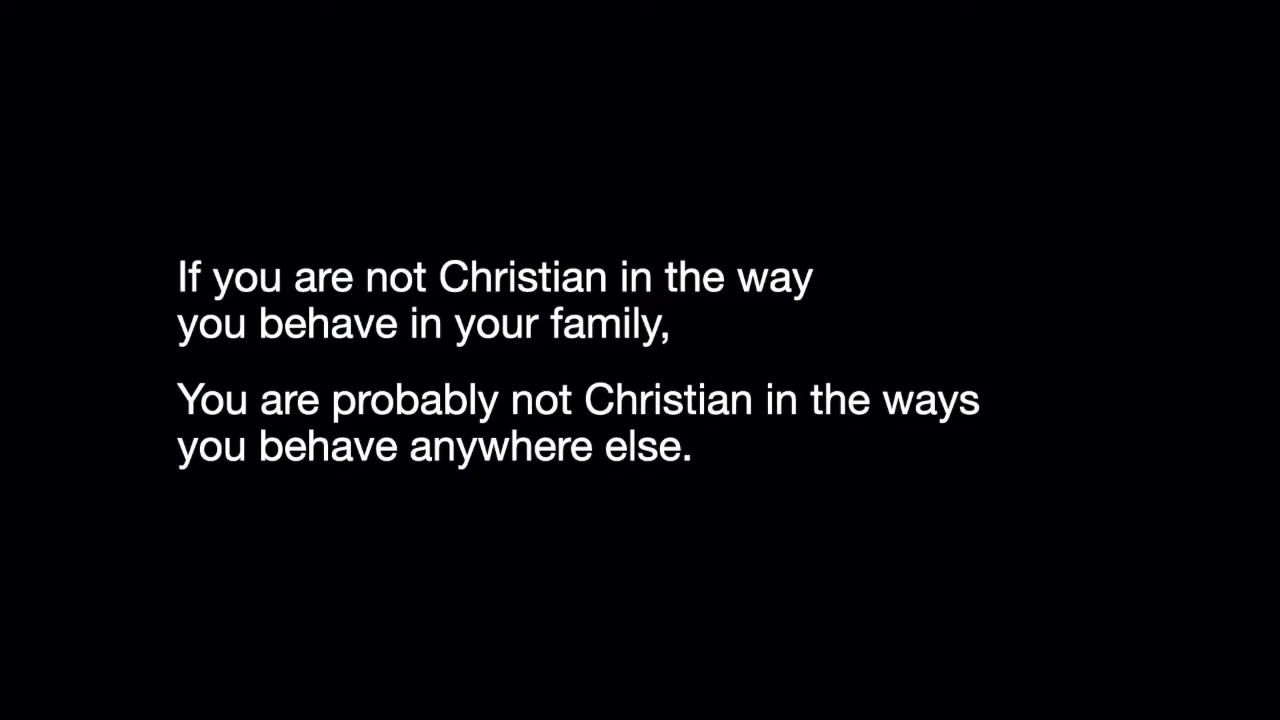 If you are not Christian in the way
you behave in your family,
You are probably not Christian in the ways
you behave anywhere else.